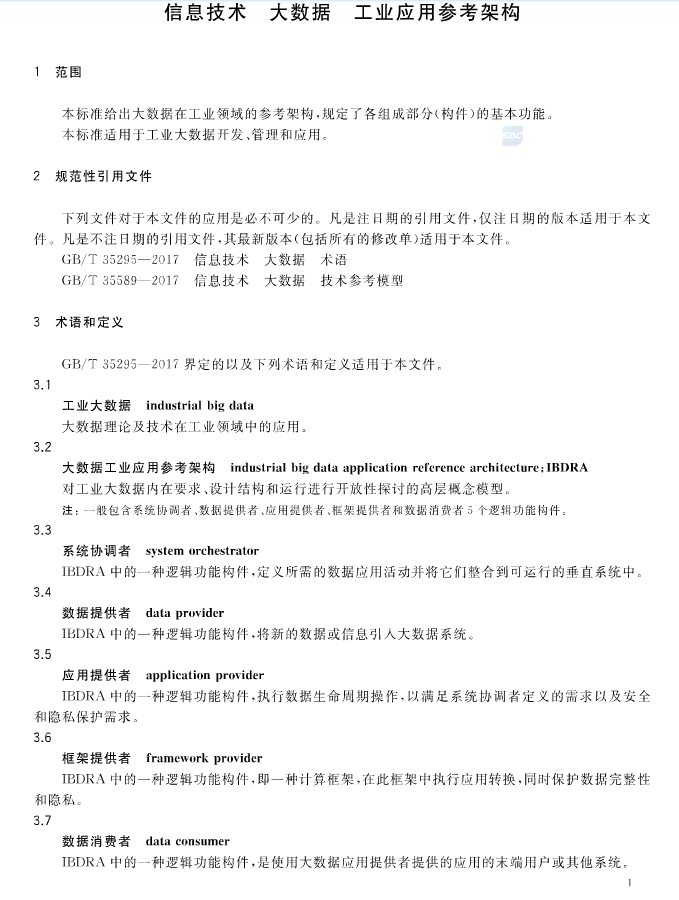 信息技术　大数据　工业应用参考架构
1　范围
本标准给出大数据在工业领域的参考架构,规定了各组成部分(构件)的基本功能。
本标准适用于工业大数据开发、管理和应用。
SAC
2　规范性引用文件
下列文件对于本文件的应用是必不可少的。凡是注日期的引用文件,仅注日期的版本适用于本文
件。凡是不注日期的引用文件,其最新版本(包括所有的修改单)适用于本文件。
GB/T 35295—2017　信息技术　大数据　术语
GB/T 35589—2017　信息技术　大数据　技术参考模型
3　术语和定义
GB/T 35295—2017 界定的以及下列术语和定义适用于本文件。
3.1
工业大数据　industrial big data
大数据理论及技术在工业领域中的应用。
3.2
大数据工业应用参考架构　industrial big data application reference architecture;IBDRA
对工业大数据内在要求、设计结构和运行进行开放性探讨的高层概念模型。
注:一般包含系统协调者、数据提供者、应用提供者、框架提供者和数据消费者 5 个逻辑功能构件。
3.3
系统协调者　system orchestrator
IBDRA 中的一种逻辑功能构件,定义所需的数据应用活动并将它们整合到可运行的垂直系统中。
3.4
数据提供者　data provider
IBDRA 中的一种逻辑功能构件,将新的数据或信息引入大数据系统。
3.5
应用提供者　application provider
IBDRA 中的一种逻辑功能构件,执行数据生命周期操作,以满足系统协调者定义的需求以及安全
和隐私保护需求。
3.6
框架提供者　framework provider
IBDRA 中的一种逻辑功能构件,即一种计算框架,在此框架中执行应用转换,同时保护数据完整性
和隐私。
3.7
数据消费者　data consumer
IBDRA 中的一种逻辑功能构件,是使用大数据应用提供者提供的应用的末端用户或其他系统。
1